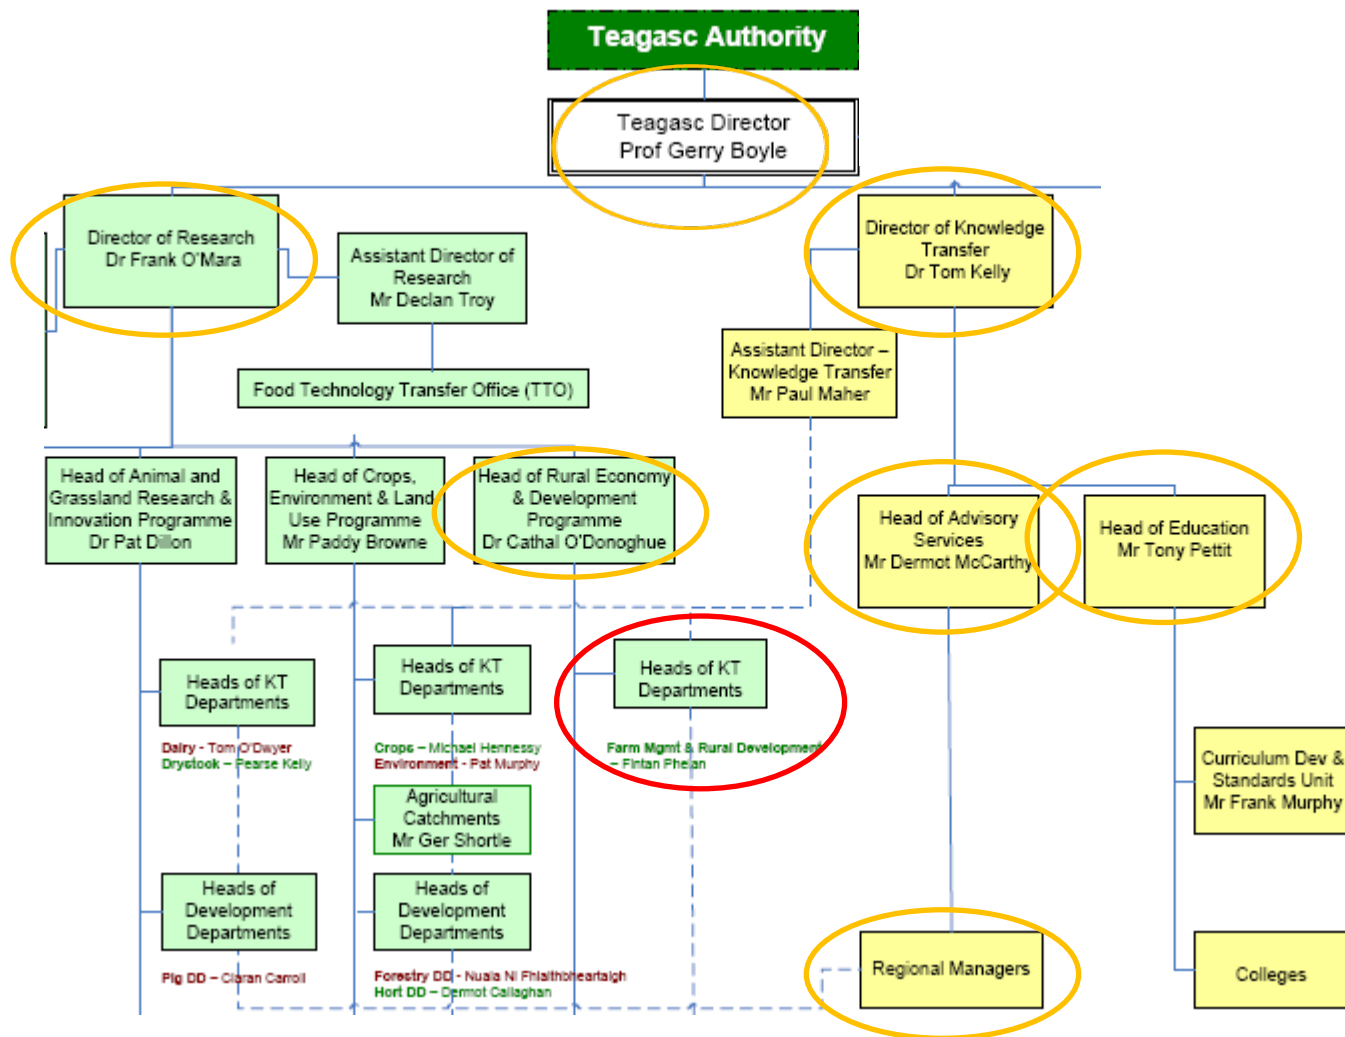 Teagasc Authority
Teagasc Director
Prof Gerry Boyle
Director of Research
Dr Frank O'Mara
Assistant Director of
Research
Mr Declan Troy
Food Technology Transfer Office (TTO)
Director of Knowledge
Transfer
Dr Tom Kelly
Assistant Director –
Knowledge Transfer
Mr Paul Maher
Head of Animal and
Grassland Research &
Innovation Programme
Dr Pat Dillon
Head of Crops,
Environment & Land
Use Programme
Mr Paddy Browne
Head of Rural Economy
& Development
Programme
Dr Cathal O'Donoghue
Head of Advisory
Services
Mr Dermot McCarthy
Head of Education
Mr Tony Pettit
Heads of KT
Departments
Dairy - Tom O'Dwyer
Drystock – Pearse Kelly
Heads of KT
Departments
Crops – Michael Hennessy
Environment - Pat Murphy
Heads of KT
Departments
Farm Mgmt & Rural Development
– Fintan Phelan
Agricultural
Catchments
Mr Ger Shortle
Curriculum Dev &
Standards Unit
Mr Frank Murphy
Heads of
Development
Departments
Pig DD – Ciaran Carroll
Heads of
Development
Departments
Forestry DD - Nuala Ni Fhlaithbheartaigh
Hort DD – Dermot Callaghan
Regional Managers
Colleges